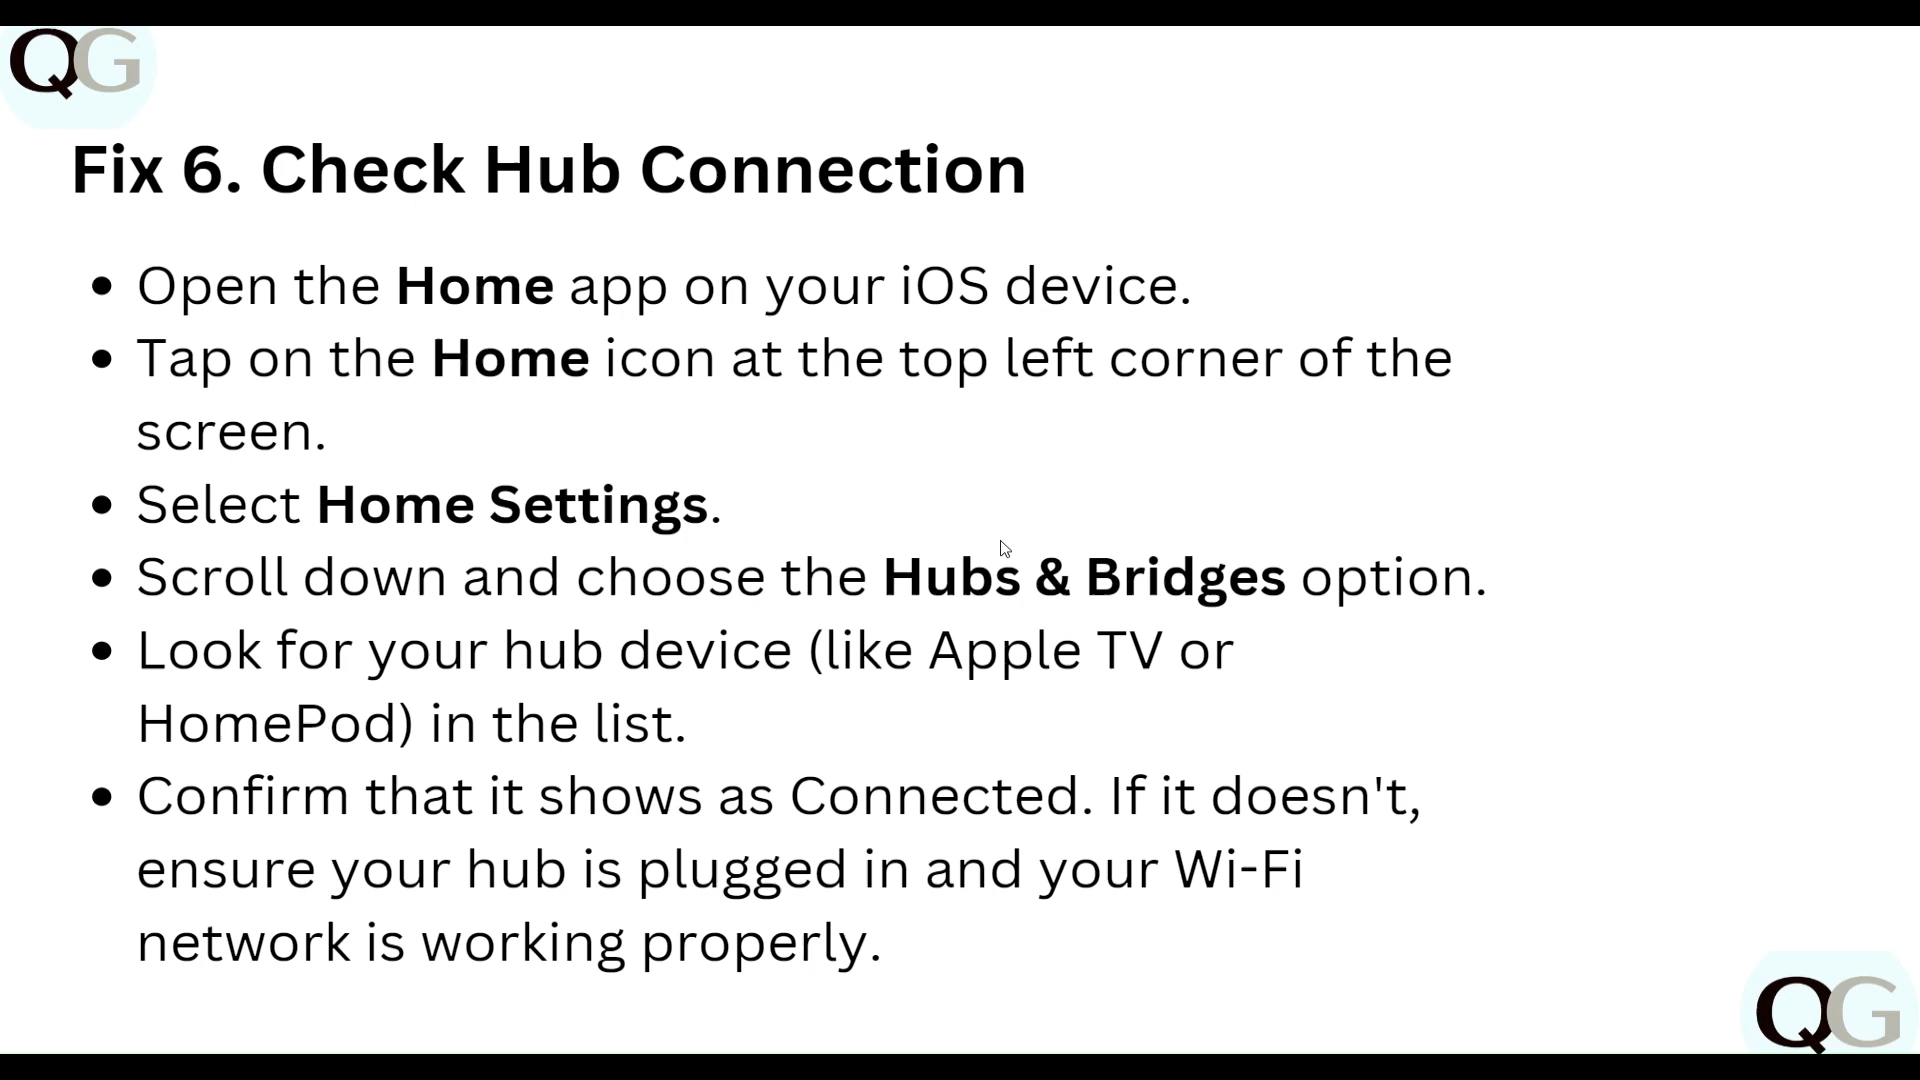 QG
Fix 6. Check Hub Connection
• Open the Home app on your iOS device.
• Tap on the Home icon at the top left corner of the
screen.
• Select Home Settings.
• Scroll down and choose the Hubs & Bridges option.
• Look for your hub device (like Apple TV or
HomePod) in the list.
• Confirm that it shows as Connected. If it doesn't,
ensure your hub is plugged in and your Wi-Fi
network is working properly.
QG